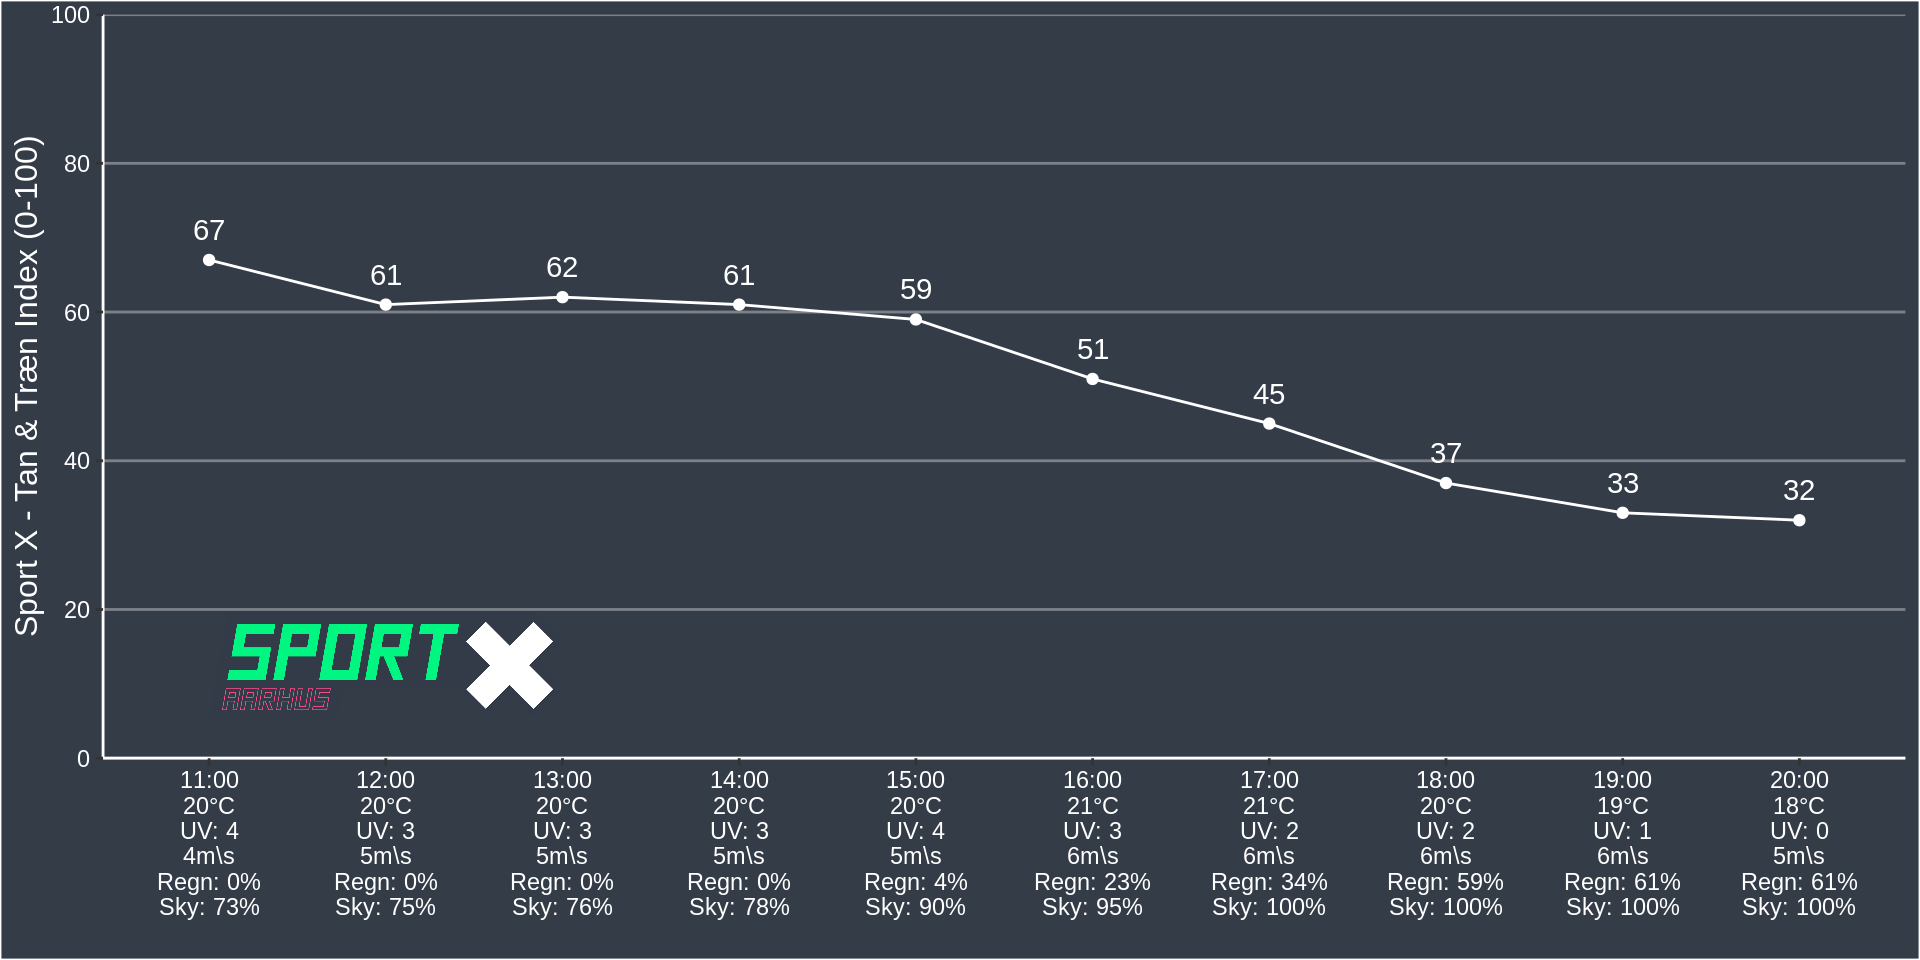 Sport X - Tan & Træn Index (0-100)
100
80
60
40
20
0
67
61
62
61
59
51
45
37
33
32
SPORT X
AARHUS
11:00 12:00 13:00 14:00 15:00 16:00 17:00 18:00 19:00 20:00
20°C 20°C 20°C 20°C 20°C 21°C 21°C 20°C 19°C 18°C
UV: 4 UV: 3 UV: 3 UV: 3 UV: 4 UV: 3 UV: 2 UV: 2 UV: 1 UV: 0
4m\s 5m\s 5m\s 5m\s 5m\s 6m\s 6m\s 6m\s 6m\s 5m\s
Regn: 0% Regn: 0% Regn: 0% Regn: 0% Regn: 4% Regn: 23% Regn: 34% Regn: 59% Regn: 61% Regn: 61%
Sky: 73% Sky: 75% Sky: 76% Sky: 78% Sky: 90% Sky: 95% Sky: 100% Sky: 100% Sky: 100% Sky: 100%